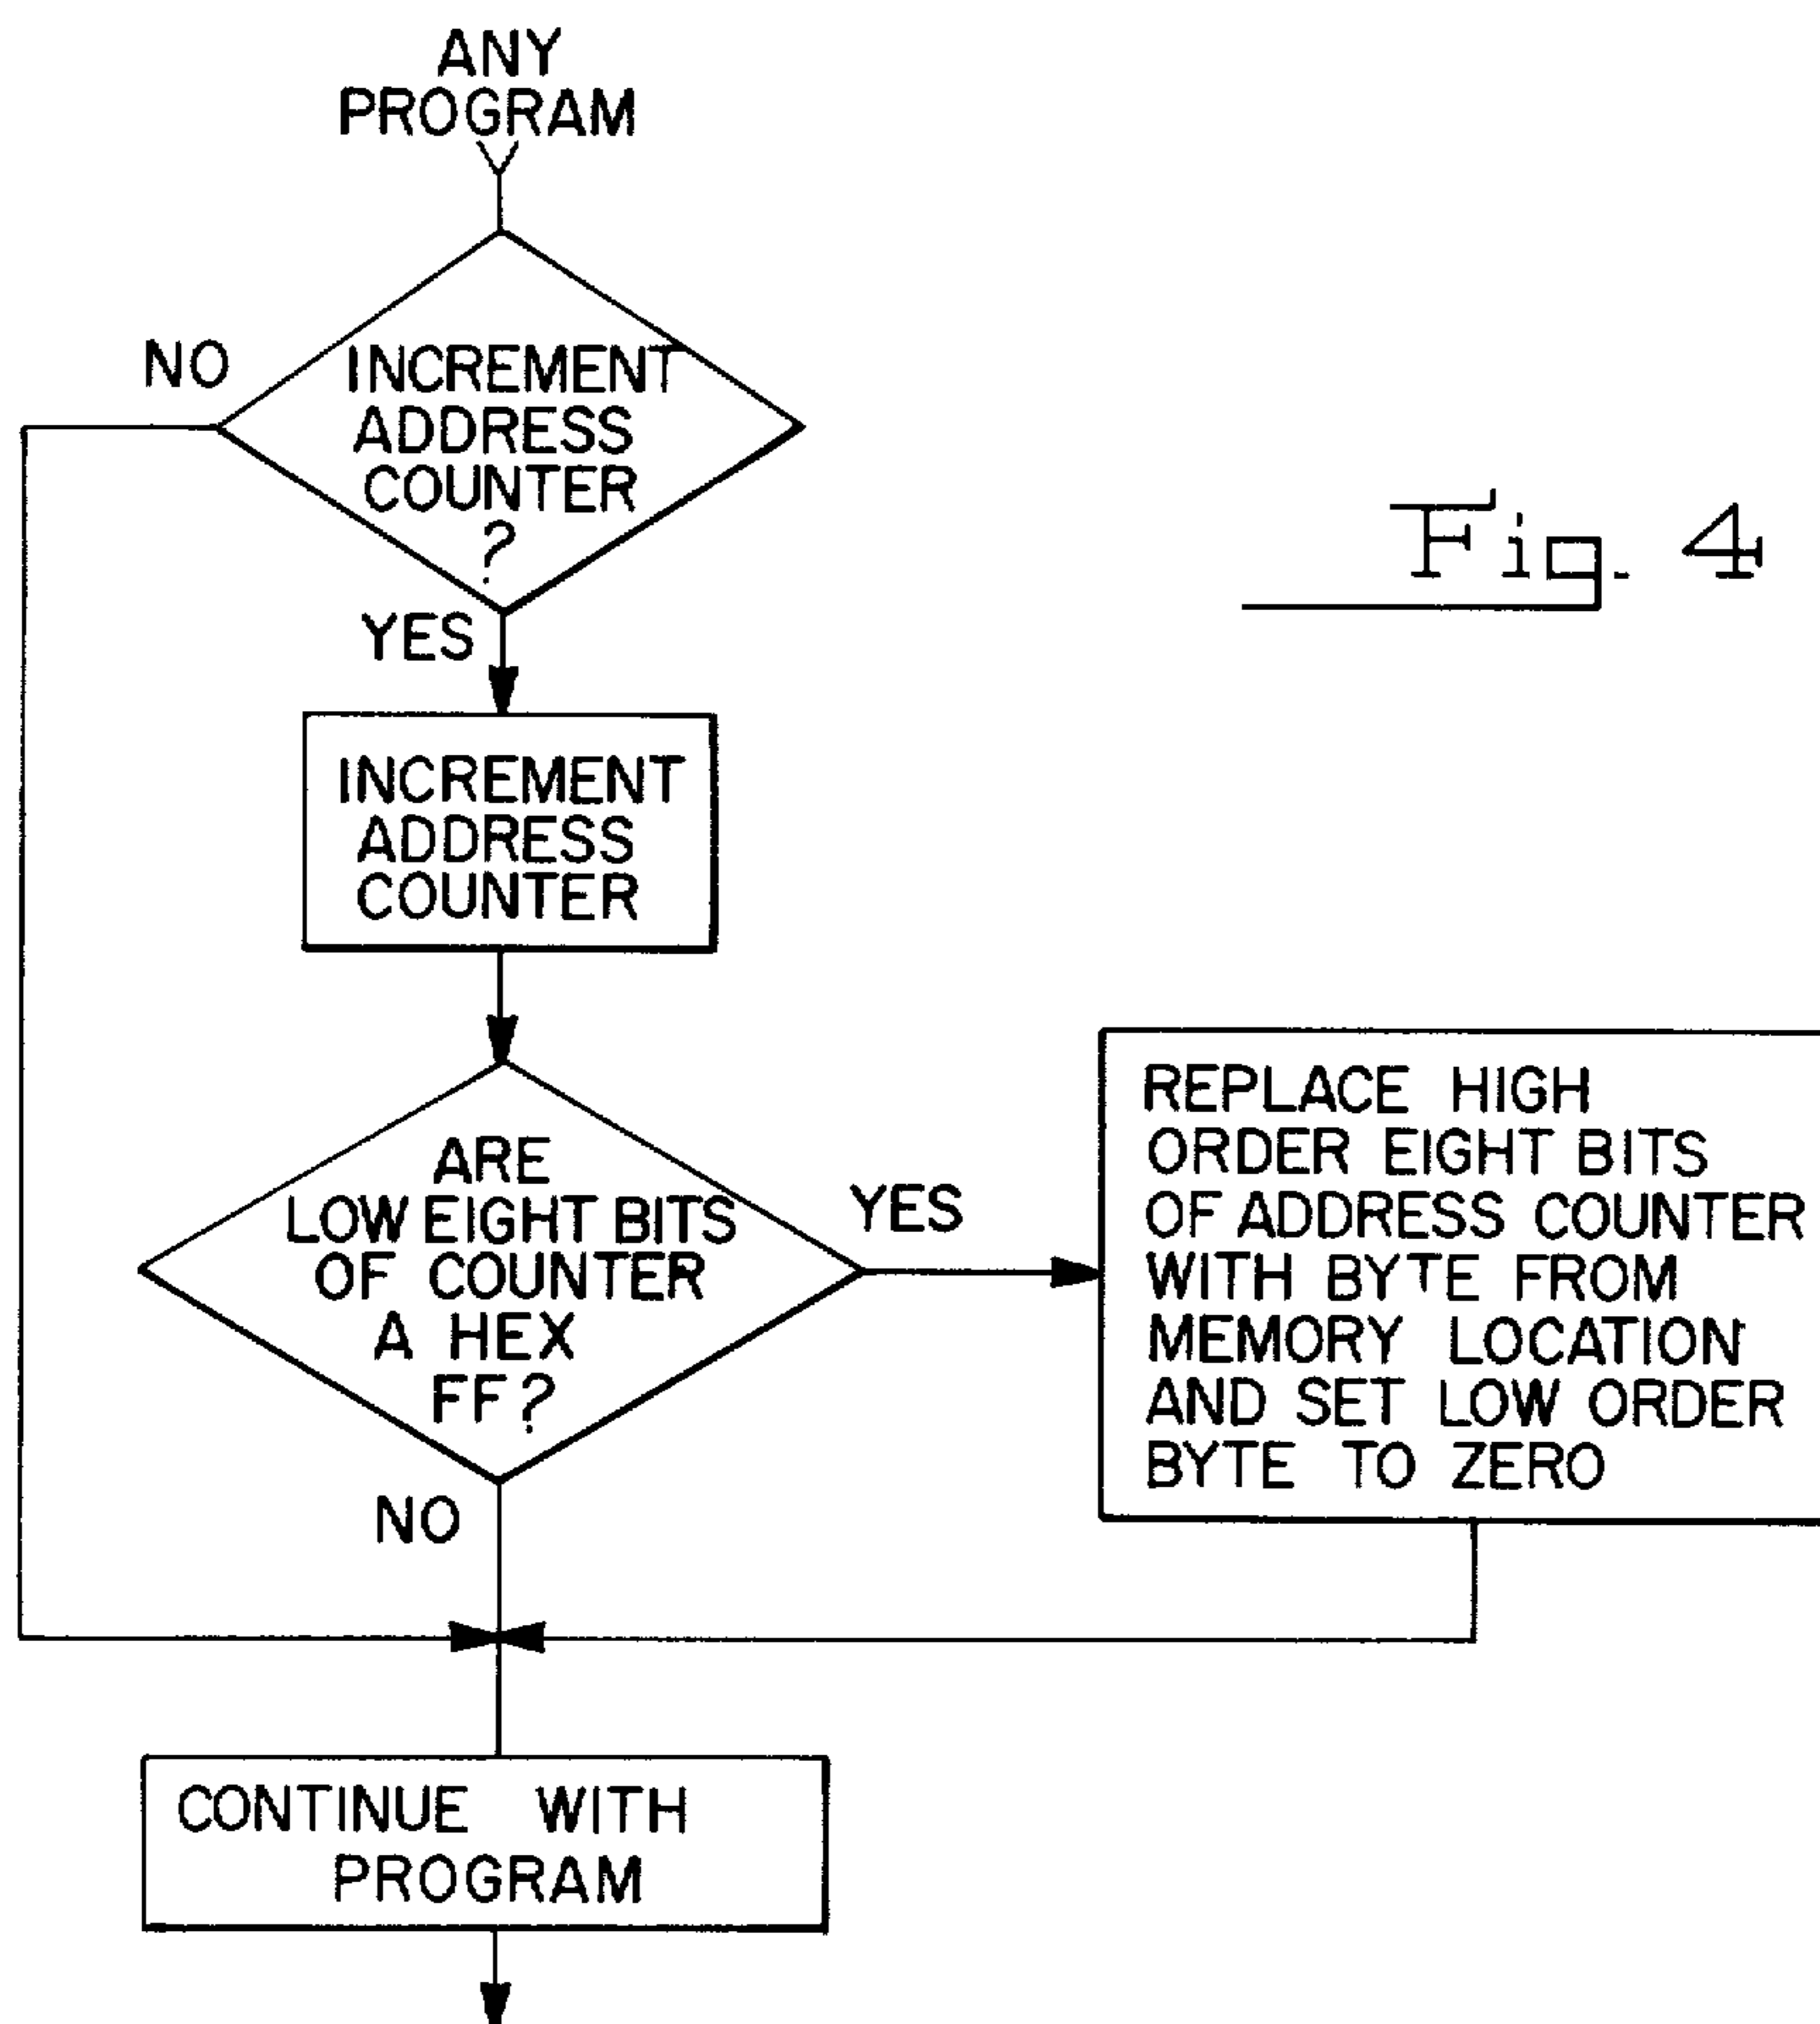 ANY
PROGRAM
NO
INCREMENT
ADDRESS
COUNTER
?
Fig. 4
YES
INCREMENT
ADDRESS
COUNTER
ARE
LOW EIGHT BITS
OF COUNTER
A HEX
FF?
YES
REPLACE HIGH
ORDER EIGHT BITS
OF ADDRESS COUNTER
WITH BYTE FROM
MEMORY LOCATION
AND SET LOW ORDER
BYTE TO ZERO
NO
CONTINUE WITH
PROGRAM